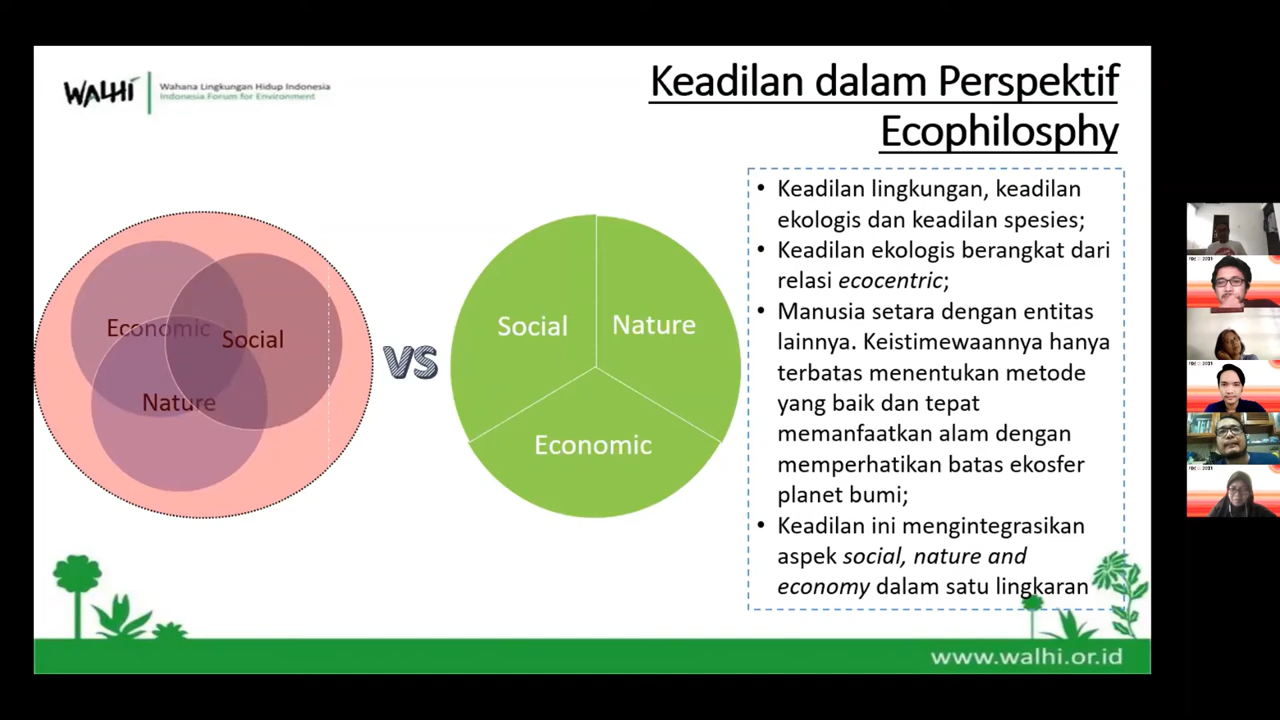 WALHI
Wahana Lingkungan Hidup Indonesia
Indonesia Forum for Environment
Keadilan dalam Perspektif
Ecophilosphy
Economic
Social
Nature
VS
Social
Nature
Economic
• Keadilan lingkungan, keadilan
ekologis dan keadilan spesies;
• Keadilan ekologis berangkat dari
relasi ecocentric;
• Manusia setara dengan entitas
lainnya. Keistimewaannya hanya
terbatas menentukan metode
yang baik dan tepat
memanfaatkan alam dengan
memperhatikan batas ekosfer
planet bumi;
• Keadilan ini mengintegrasikan
aspek social, nature and
economy dalam satu lingkaran
www.walhi.or.id